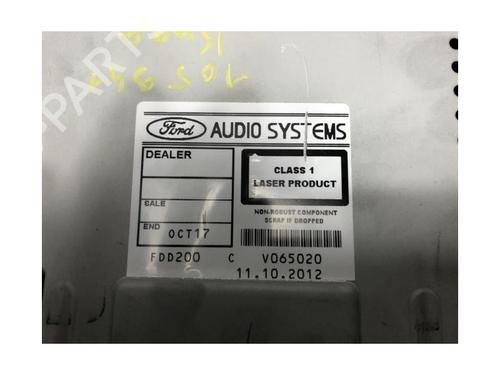 Ford AUDIO SYSTEMS
DEALER
CLASS 1
LASER PRODUCT
SALE
NON-ROBUST COMPONENT
SCRAP IF DROPPED
END OCT17
FDD200 C V065020
11.10.2012